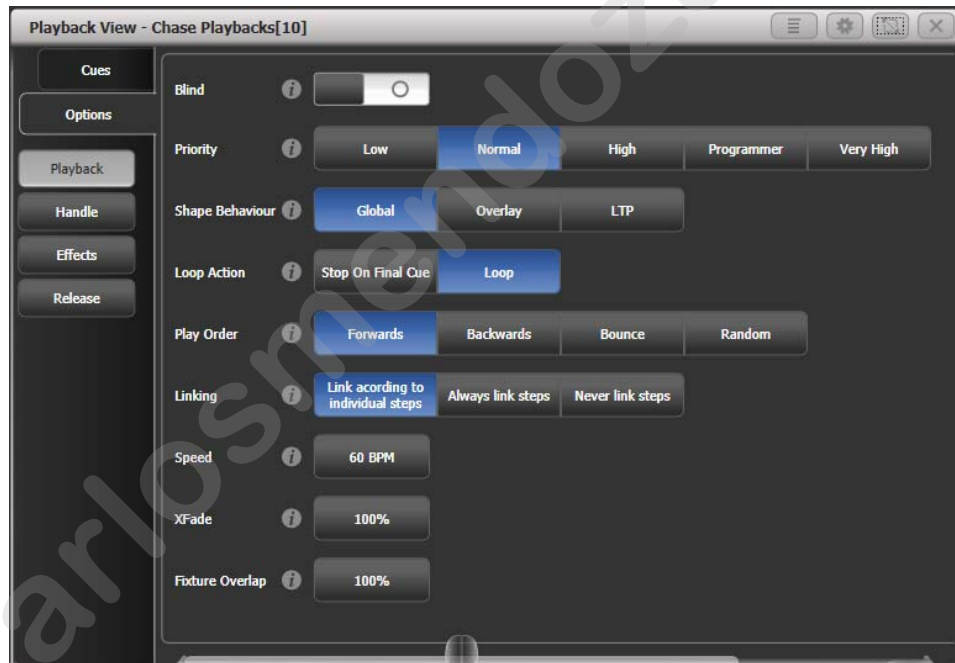 Playback View - Chase Playbacks[10]
Cues
Options
Playback
Handle
Effects
Release
Blind
Priority Low Normal High Programmer Very High
Shape Behaviour Global Overlay LTP
Loop Action Stop On Final Cue Loop
Play Order Forwards Backwards Bounce Random
Linking Link acording to individual steps Always link steps Never link steps
Speed 60 BPM
XFade 100%
Fixture Overlap 100%
arlosmendoz